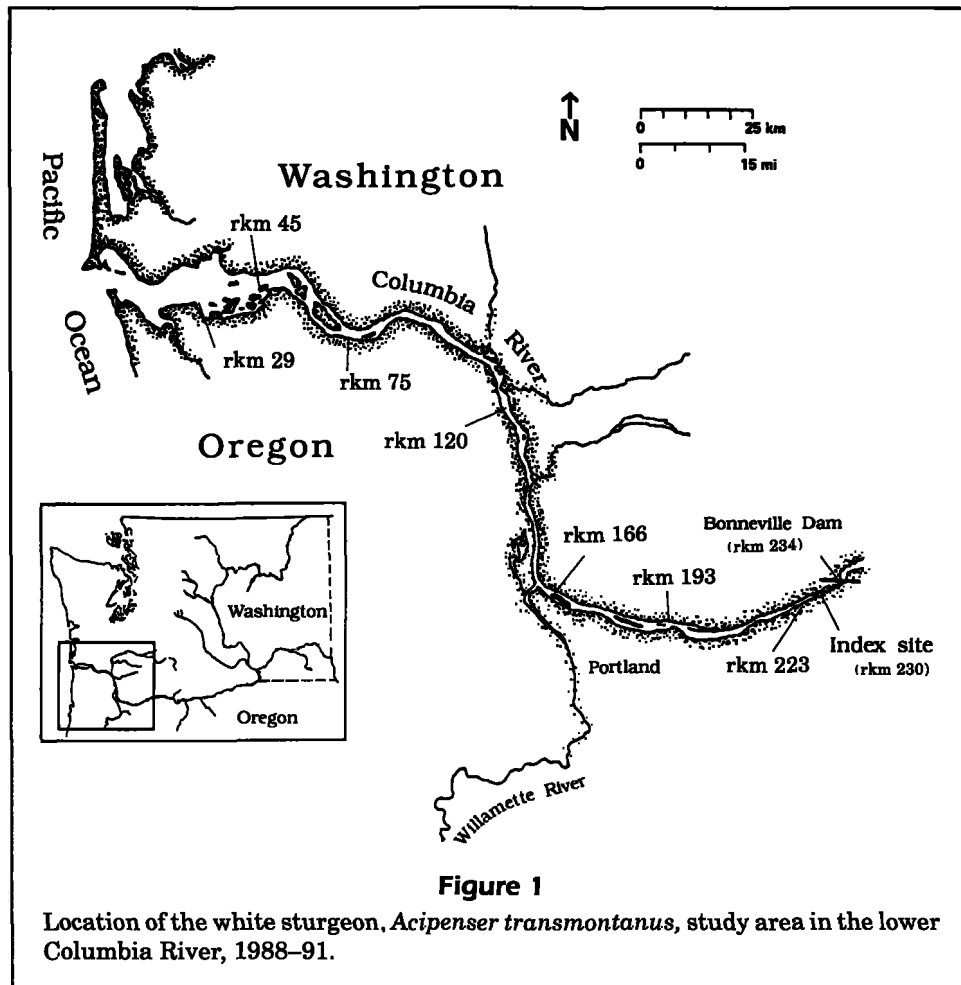 N
0 25 km
0 15 mi
Pacific
Ocean
Washington
rkm 45
Columbia
River
rkm 29
rkm 75
rkm 120
Oregon
rkm 166
Bonneville Dam
(rkm 234)
rkm 193
Index site
(rkm 230)
rkm 223
Portland
Willamette River
Washington
Oregon
Figure 1
Location of the white sturgeon, Acipenser transmontanus, study area in the lower
Columbia River, 1988–91.